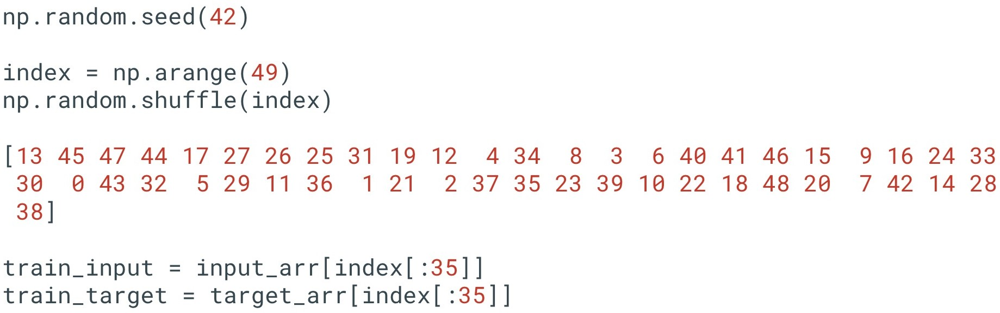 np.random.seed(42)
index = np.arange(49)
np.random.shuffle(index)
[13 45 47 44 17 27 26 25 31 19 12  4 34  8  3  6 40 41 46 15  9 16 24 33
 30  0 43 32  5 29 11 36  1 21  2 37 35 23 39 10 22 18 48 20  7 42 14 28
 38]
train_input = input_arr[index[:35]]
train_target = target_arr[index[:35]]